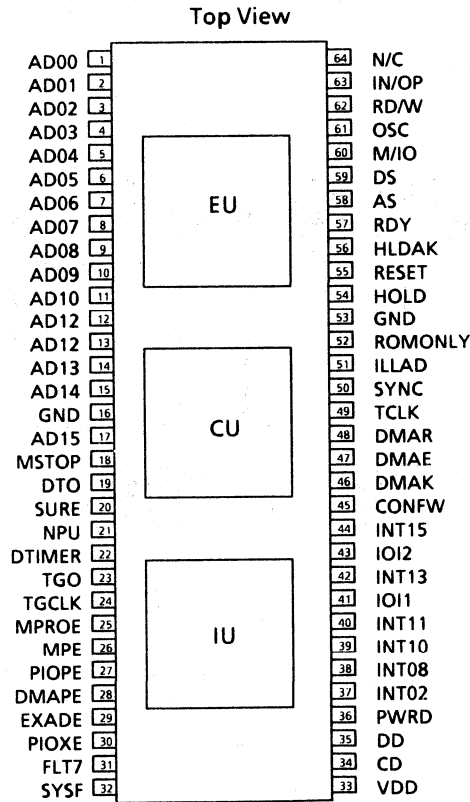 Top View
AD00 1
AD01 2
AD02 3
AD03 4
AD04 5
AD05 6
AD06 7
AD07 8
AD08 9
AD09 10
AD10 11
AD12 12
AD12 13
AD13 14
AD14 15
GND 16
AD15 17
MSTOP 18
DTO 19
SURE 20
NPU 21
DTIMER 22
TGO 23
TGCLK 24
MPROE 25
MPE 26
PIOPE 27
DMAPE 28
EXADE 29
PIOXE 30
FLT7 31
SYSF 32
EU
CU
IU
64 N/C
63 IN/OP
62 RD/W
61 OSC
60 M/IO
59 DS
58 AS
57 RDY
56 HLDAK
55 RESET
54 HOLD
53 GND
52 ROMONLY
51 ILLAD
50 SYNC
49 TCLK
48 DMAR
47 DMAE
46 DMAK
45 CONFW
44 INT15
43 IOI2
42 INT13
41 IOI1
40 INT11
39 INT10
38 INT08
37 INT02
36 PWRD
35 DD
34 CD
33 VDD